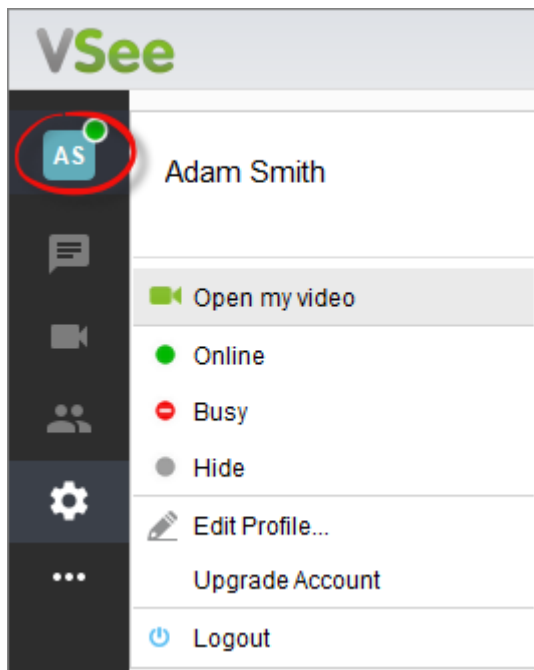 VSee
AS
Adam Smith
Open my video
Online
Busy
Hide
Edit Profile...
Upgrade Account
Logout